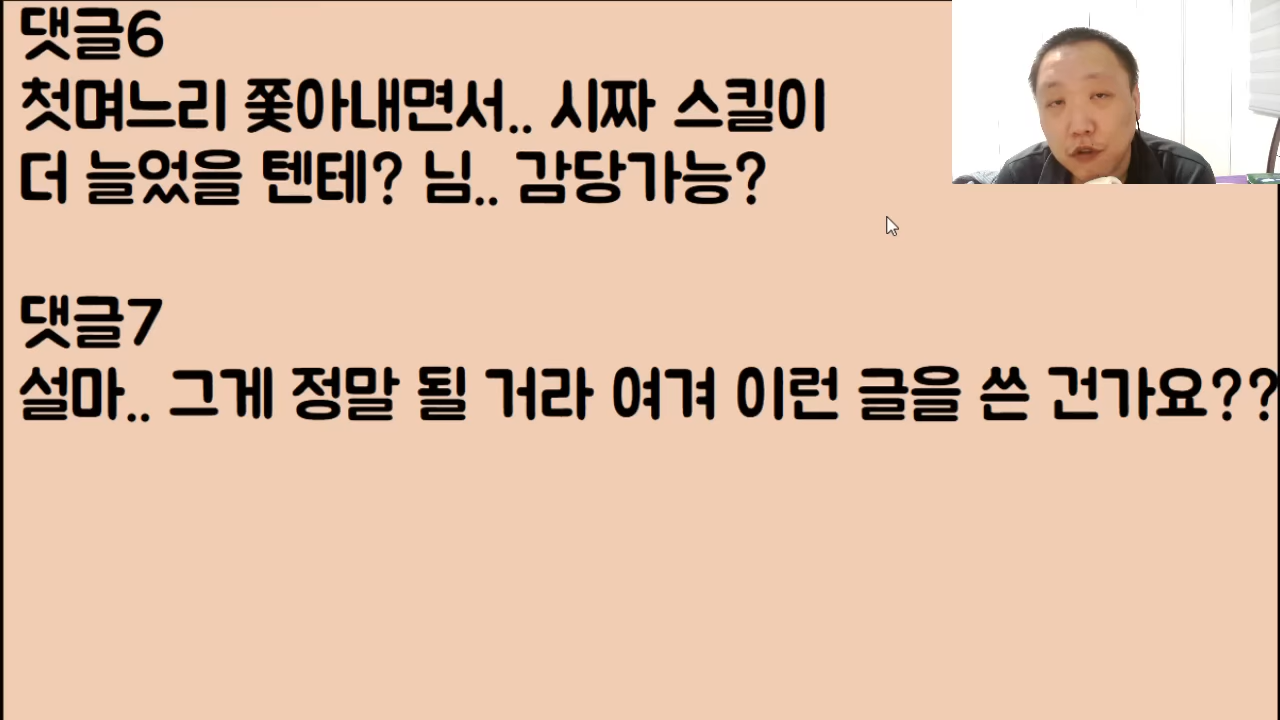 댓글6
첫며느리 쫓아내면서.. 시짜 스킬이
더 늘었을 텐테? 님.. 감당가능?
댓글7
설마.. 그게 정말 될 거라 여겨 이런 글을 쓴 건가요??